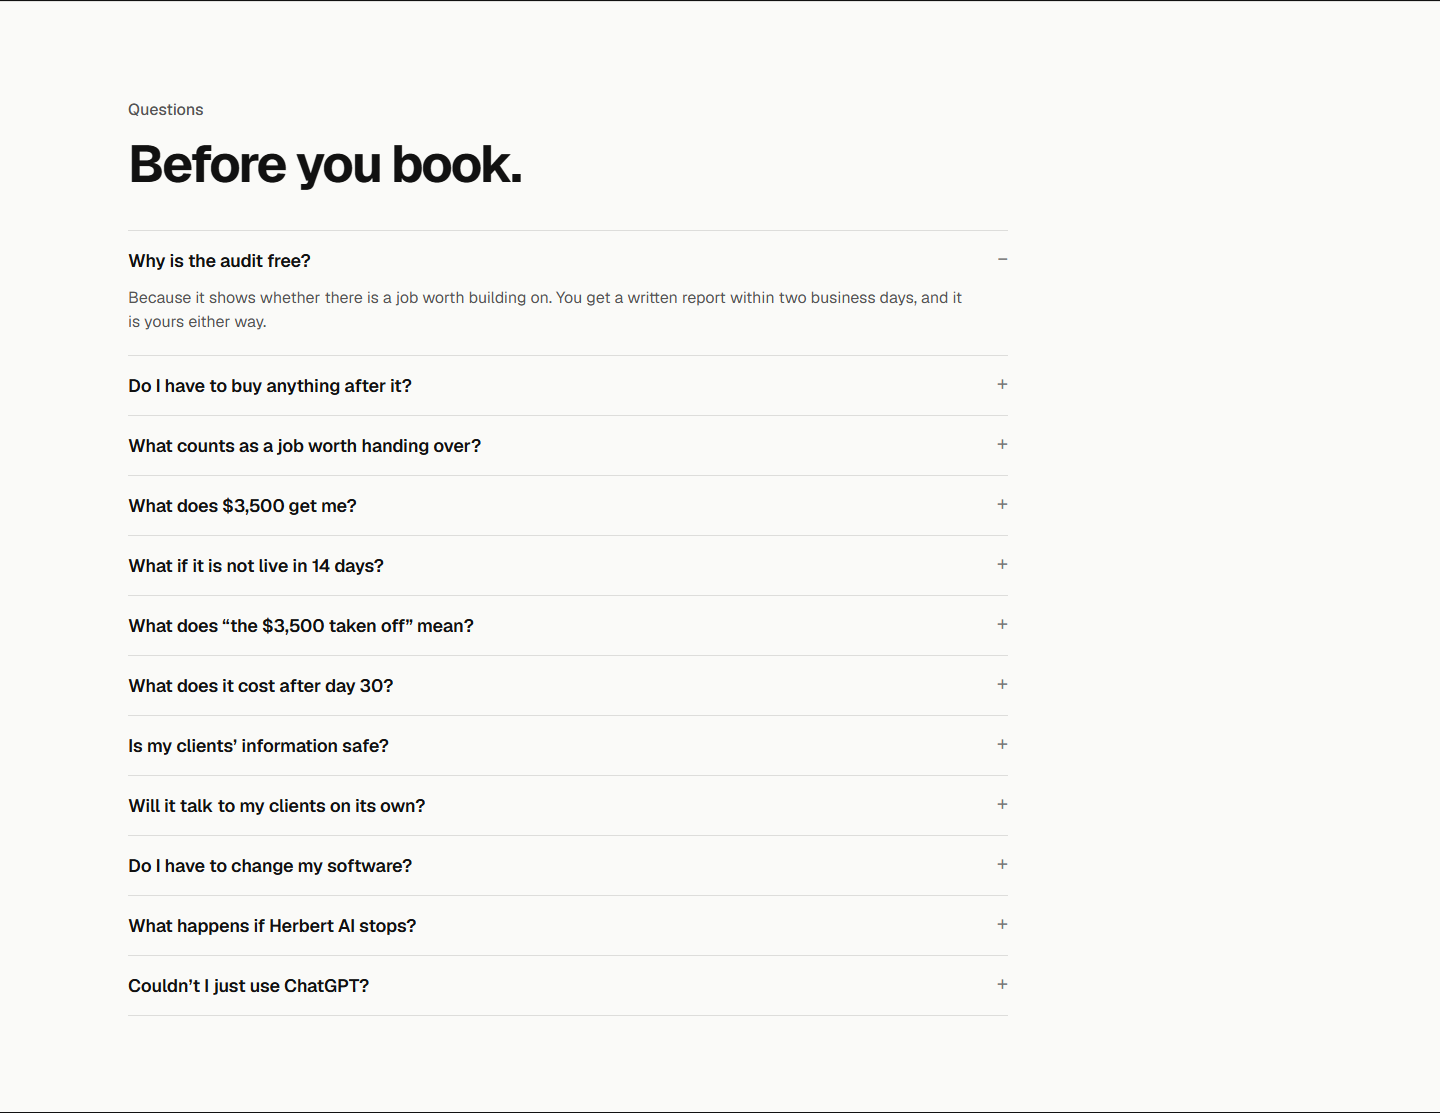 Questions
Before you book.
Why is the audit free?
−
Because it shows whether there is a job worth building on. You get a written report within two business days, and it
is yours either way.
Do I have to buy anything after it?
+
What counts as a job worth handing over?
+
What does $3,500 get me?
+
What if it is not live in 14 days?
+
What does “the $3,500 taken off” mean?
+
What does it cost after day 30?
+
Is my clients’ information safe?
+
Will it talk to my clients on its own?
+
Do I have to change my software?
+
What happens if Herbert AI stops?
+
Couldn’t I just use ChatGPT?
+